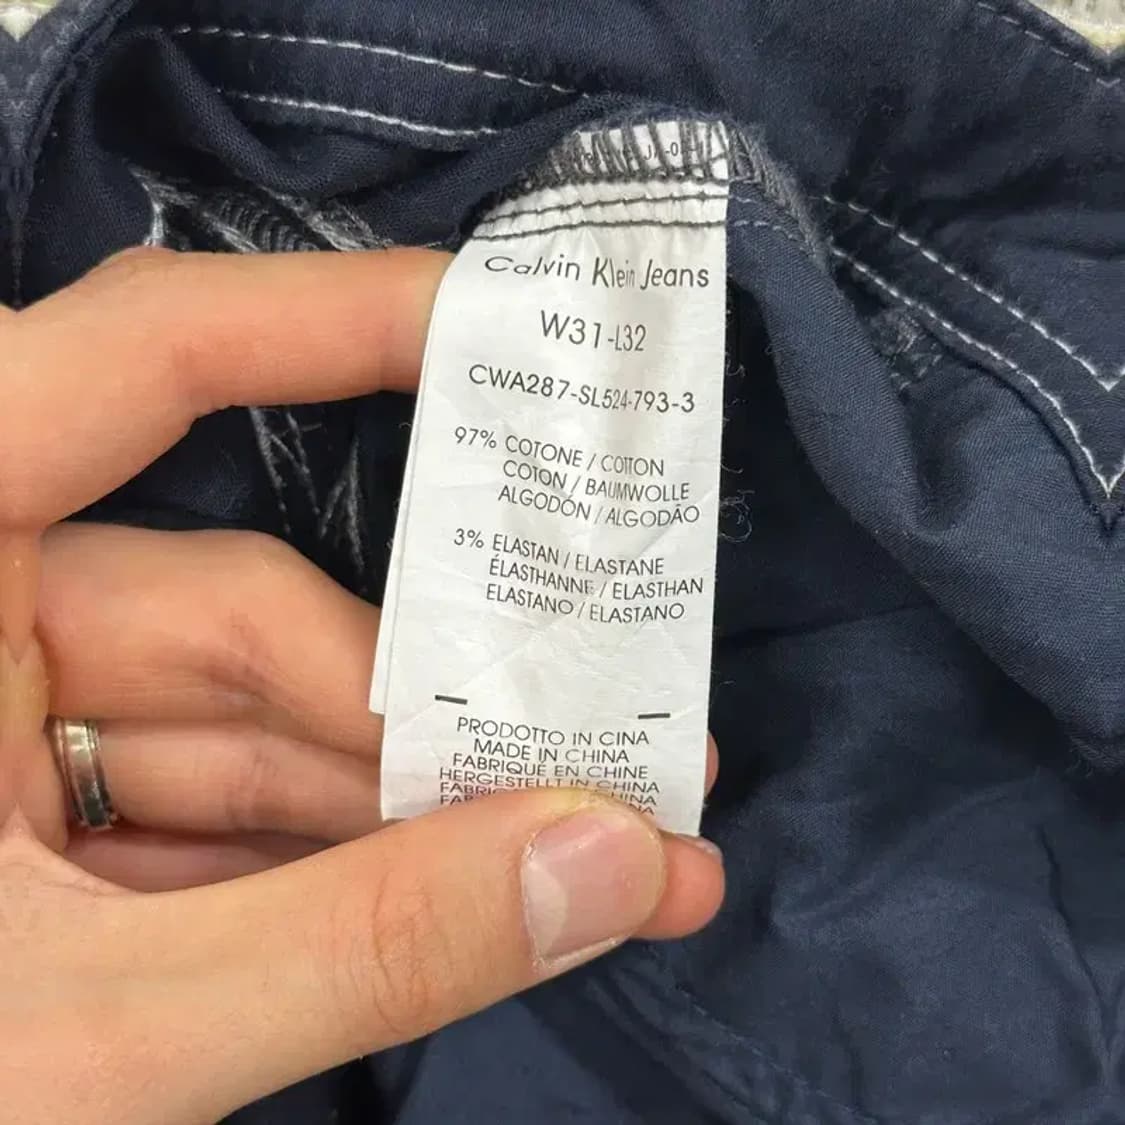 Calvin Klein Jeans
W31-L32
CWA287-SL524-793-3
97% COTONE / COTTON
COTON / BAUMWOLLE
ALGODÓN / ALGODÃO
3% ELASTAN / ELASTANE
ÉLASTHANNE / ELASTHAN
ELASTANO / ELASTANO
PRODOTTO IN CINA
MADE IN CHINA
FABRIQUÉ EN CHINE
HERGESTELLT IN CHINA